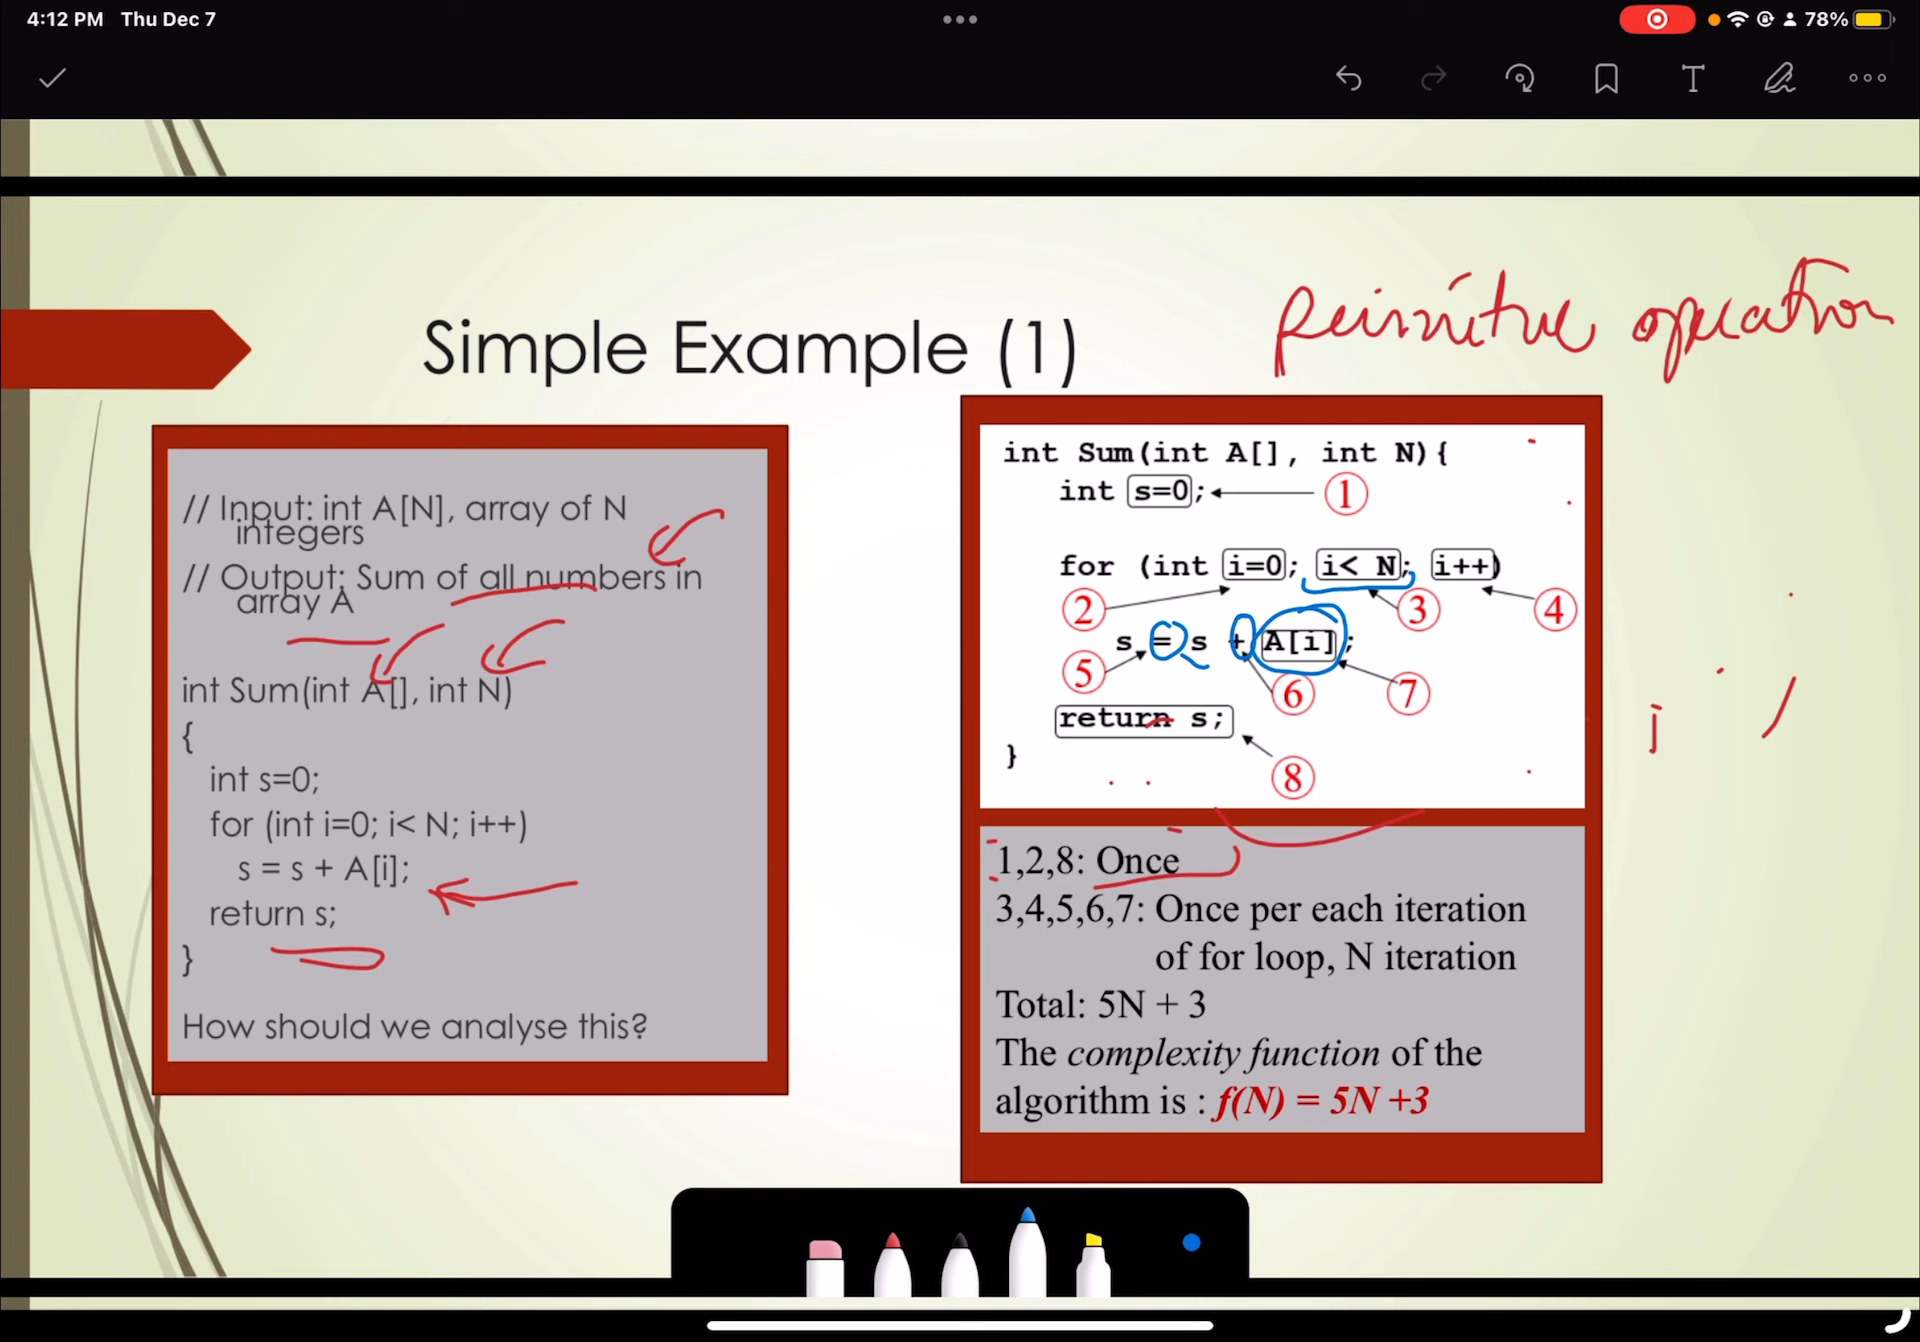 4:12 PM Thu Dec 7
78%
Simple Example (1)
primitive operation
// Input: int A[N], array of N
integers
// Output: Sum of all numbers in
array A
int Sum(int A[], int N)
{
int s=0;
for (int i=0; i< N; i++)
s = s + A[i];
return s;
}
How should we analyse this?
int Sum(int A[], int N){
int s=0; 1
for (int i=0; i< N; i++)
2 3 4
s = s + A[i];
5 6 7
return s;
} 8
1,2,8: Once
3,4,5,6,7: Once per each iteration
of for loop, N iteration
Total: 5N + 3
The complexity function of the
algorithm is : f(N) = 5N +3